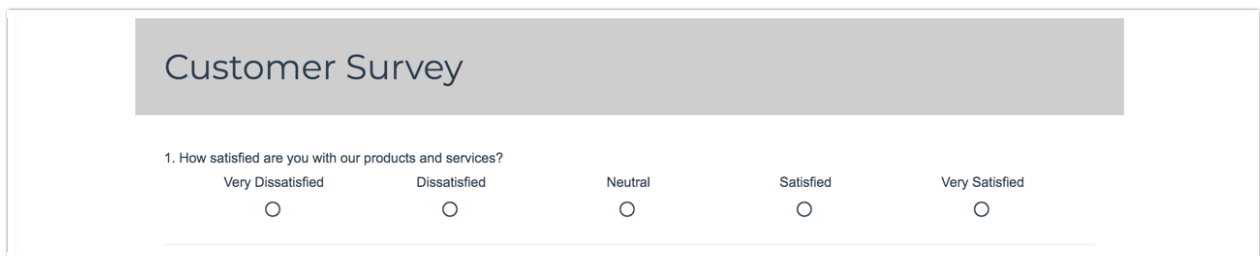 Customer Survey
1. How satisfied are you with our products and services?
Very Dissatisfied Dissatisfied Neutral Satisfied Very Satisfied